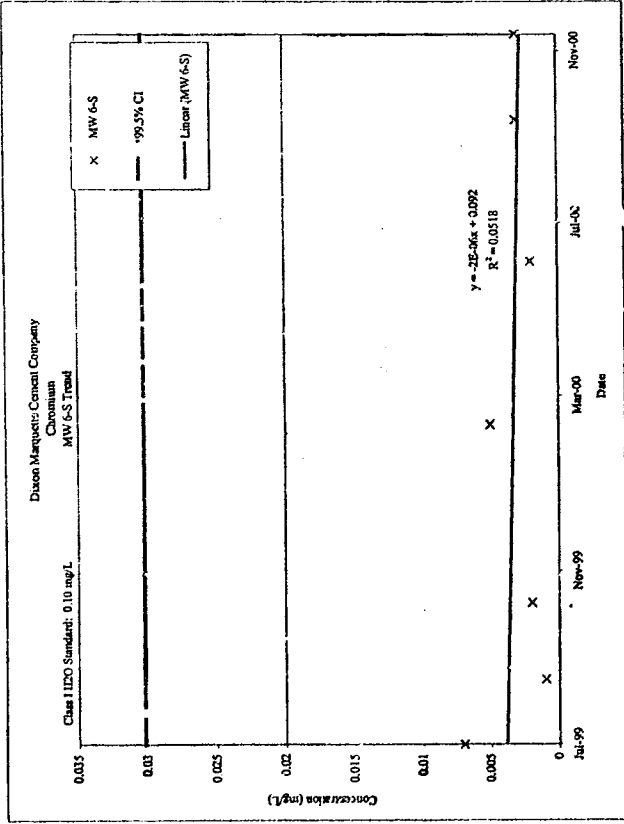 Dixon Marquette Cement Company
Chromium
MW 6-S Trend
Class I H2O Standard: 0.10 mg/L
0.035
0.03
0.025
0.02
0.015
0.01
0.005
0
Concentration (mg/L)
× MW 6-S
+99.5% CI
Linear (MW 6-S)
y = -2E-06x + 0.092
R² = 0.0518
Jul-99
Nov-99
Mar-00
Jul-00
Nov-00
Date